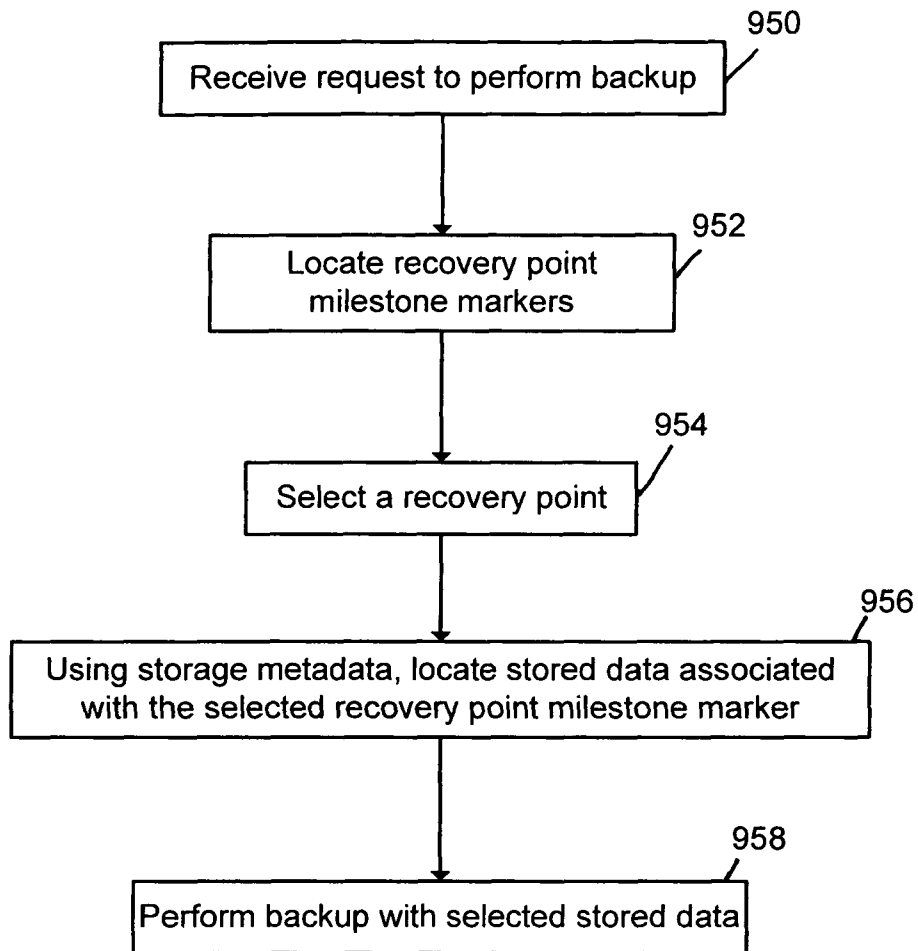 950
Receive request to perform backup
952
Locate recovery point
milestone markers
954
Select a recovery point
956
Using storage metadata, locate stored data associated
with the selected recovery point milestone marker
958
Perform backup with selected stored data